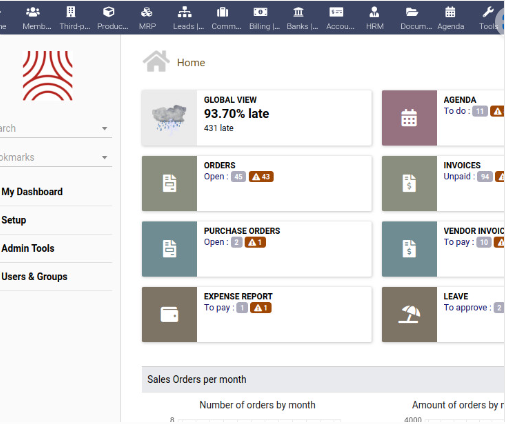 ne Memb... Third-p... Produc... MRP Leads |... Comm... Billing |... Banks |... Accou... HRM Docum... Agenda Tools
arch
okmarks
My Dashboard
Setup
Admin Tools
Users & Groups
Home
GLOBAL VIEW
93.70% late
431 late
AGENDA
To do : 11
ORDERS
Open : 45 43
INVOICES
Unpaid : 94
PURCHASE ORDERS
Open : 2 1
VENDOR INVOIC
To pay : 10
EXPENSE REPORT
To pay : 1 1
LEAVE
To approve : 2
Sales Orders per month
Number of orders by month
8
Amount of orders by r
4000